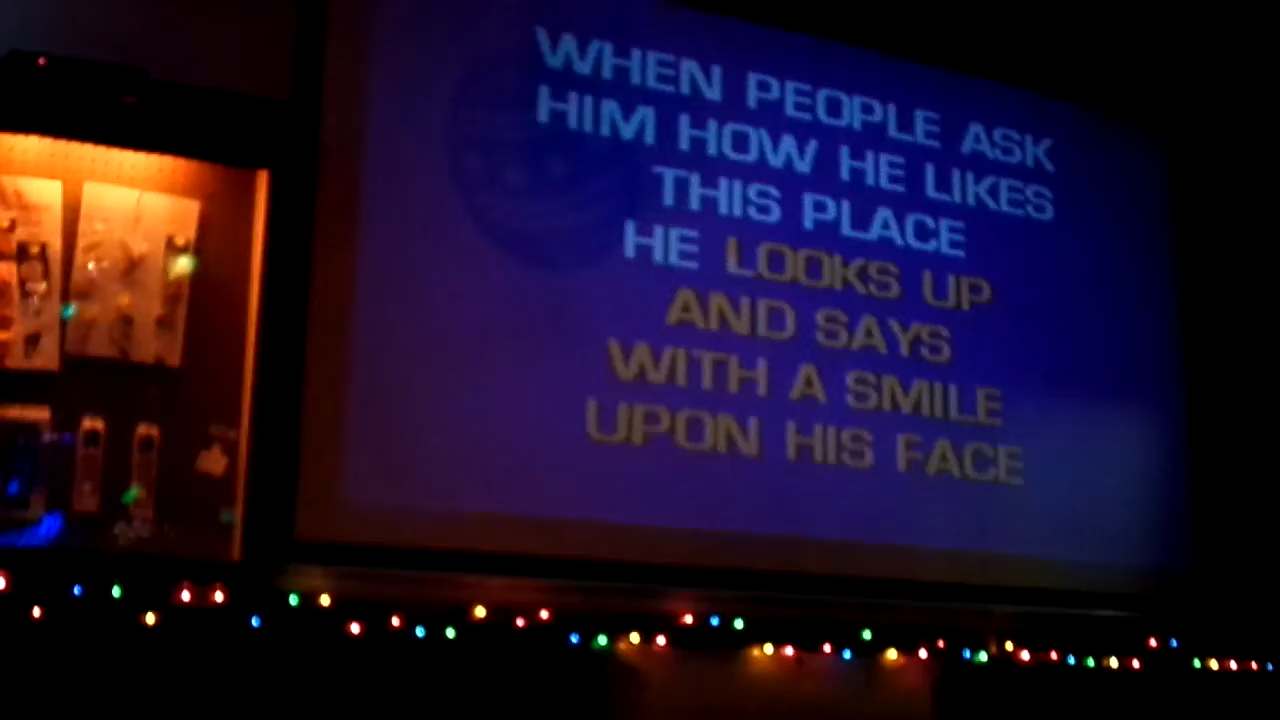 WHEN PEOPLE ASK
HIM HOW HE LIKES
THIS PLACE
HE LOOKS UP
AND SAYS
WITH A SMILE
UPON HIS FACE